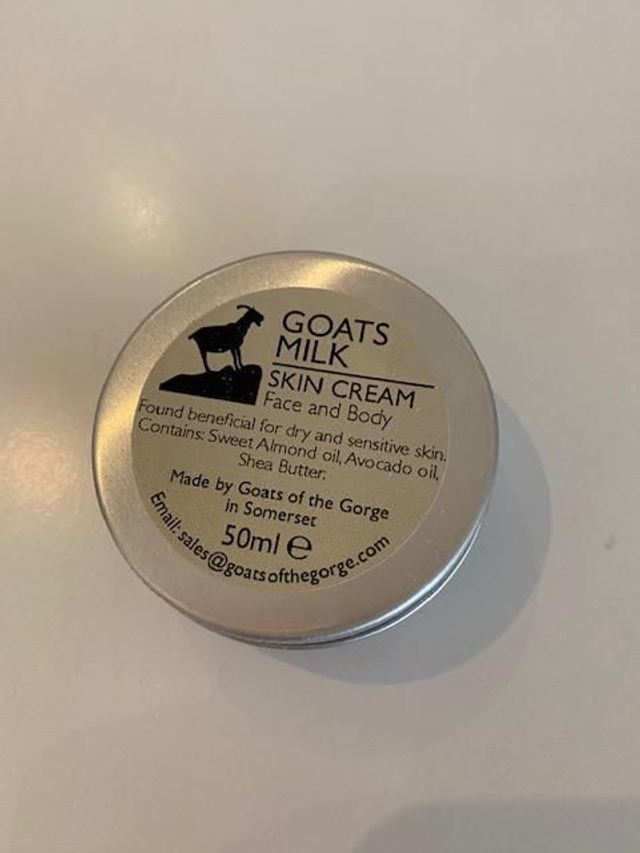 GOATS
MILK
SKIN CREAM
Face and Body
Found beneficial for dry and sensitive skin.
Contains: Sweet Almond oil, Avocado oil,
Shea Butter.
Made by Goats of the Gorge
in Somerset
50ml ℮
Email: sales@goatsofthegorge.com